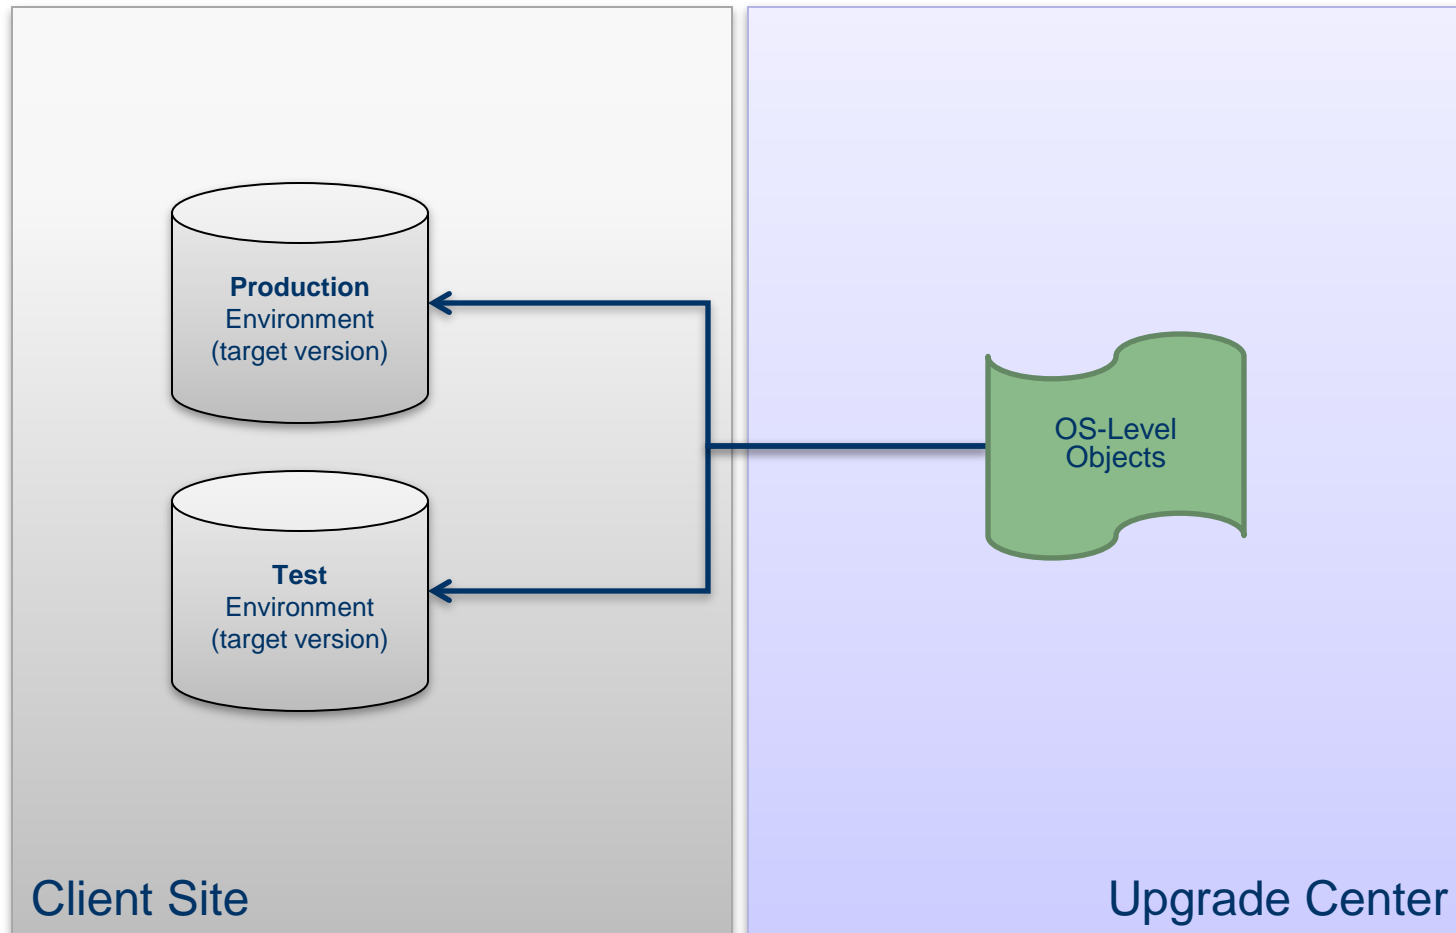 Production
Environment
(target version)
OS-Level
Objects
Test
Environment
(target version)
Client Site
Upgrade Center